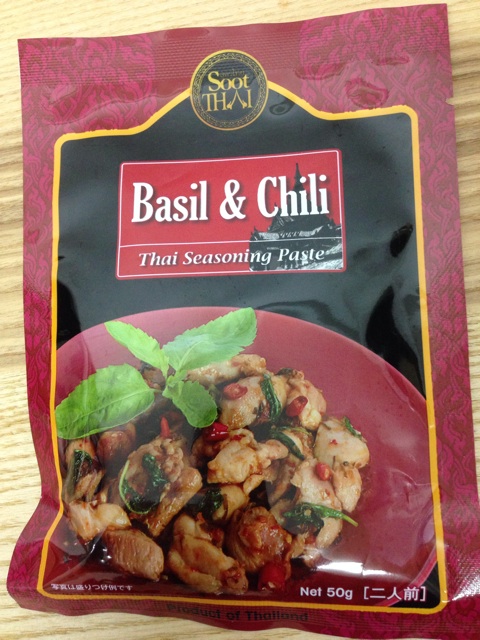 Soot
THAI
Basil & Chili
Thai Seasoning Paste
写真は盛りつけ例です
Net 50g [二人前]
Product of Thailand